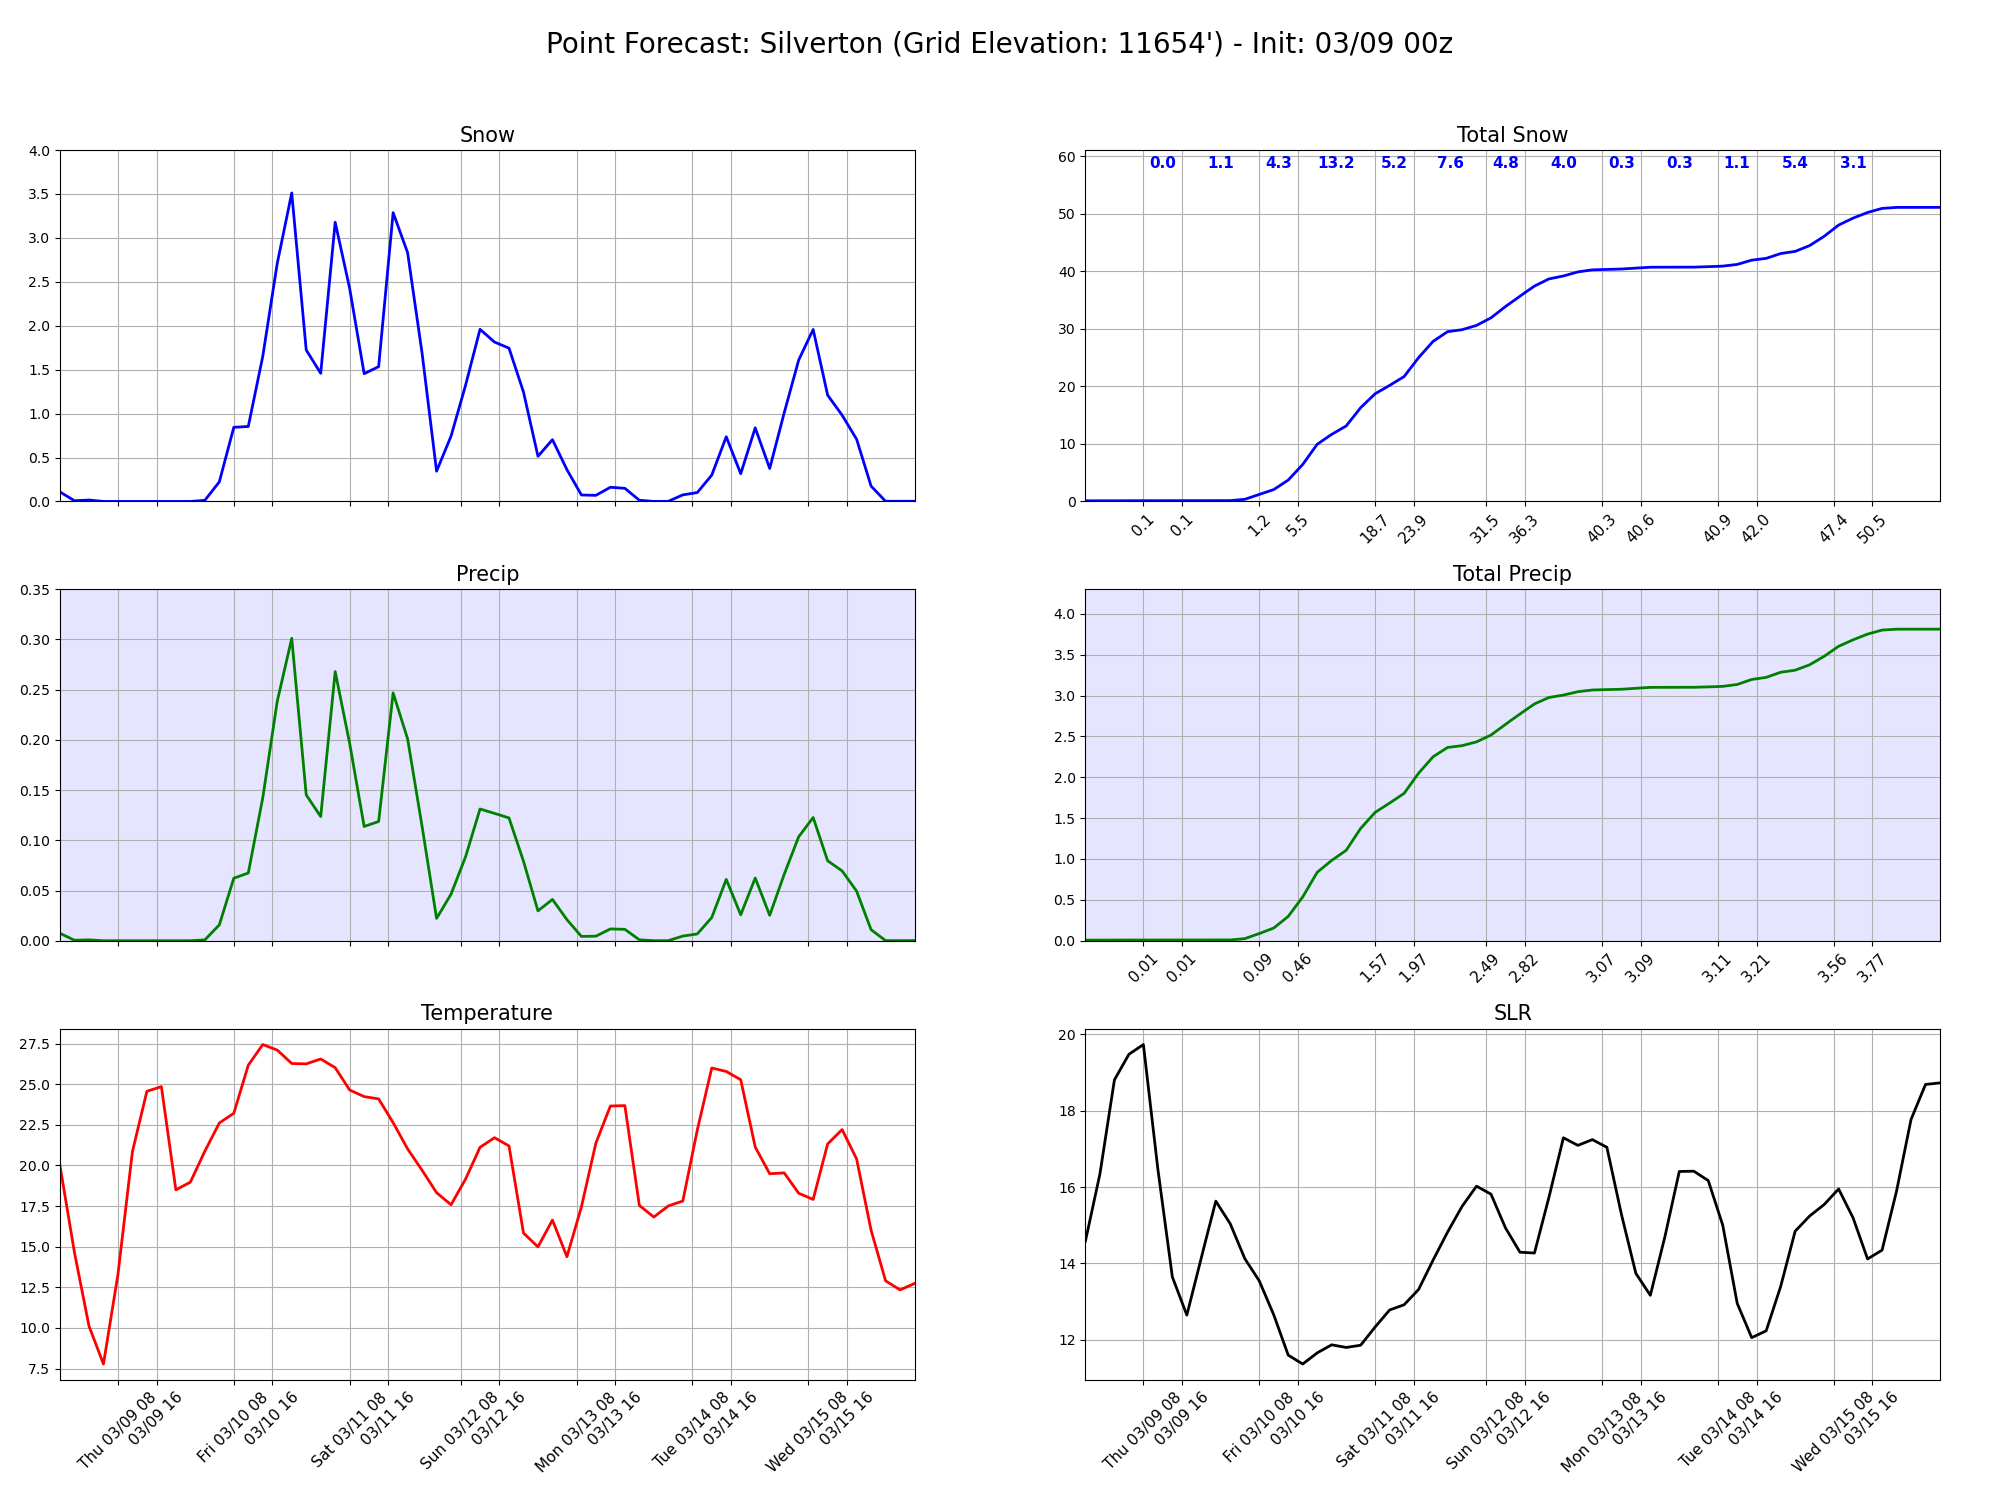 Point Forecast: Silverton (Grid Elevation: 11654') - Init: 03/09 00z
Snow
4.0
3.5
3.0
2.5
2.0
1.5
1.0
0.5
0.0
Total Snow
60
50
40
30
20
10
0
0.0 1.1 4.3 13.2 5.2 7.6 4.8 4.0 0.3 0.3 1.1 5.4 3.1
0.1 0.1 1.2 5.5 18.7 23.9 31.5 36.3 40.3 40.6 40.9 42.0 47.4 50.5
Precip
0.35
0.30
0.25
0.20
0.15
0.10
0.05
0.00
Total Precip
4.0
3.5
3.0
2.5
2.0
1.5
1.0
0.5
0.0
0.01 0.01 0.09 0.46 1.57 1.97 2.49 2.82 3.07 3.09 3.11 3.21 3.56 3.77
Temperature
27.5
25.0
22.5
20.0
17.5
15.0
12.5
10.0
7.5
Thu 03/09 08
03/09 16
Fri 03/10 08
03/10 16
Sat 03/11 08
03/11 16
Sun 03/12 08
03/12 16
Mon 03/13 08
03/13 16
Tue 03/14 08
03/14 16
Wed 03/15 08
03/15 16
SLR
20
18
16
14
12
Thu 03/09 08
03/09 16
Fri 03/10 08
03/10 16
Sat 03/11 08
03/11 16
Sun 03/12 08
03/12 16
Mon 03/13 08
03/13 16
Tue 03/14 08
03/14 16
Wed 03/15 08
03/15 16